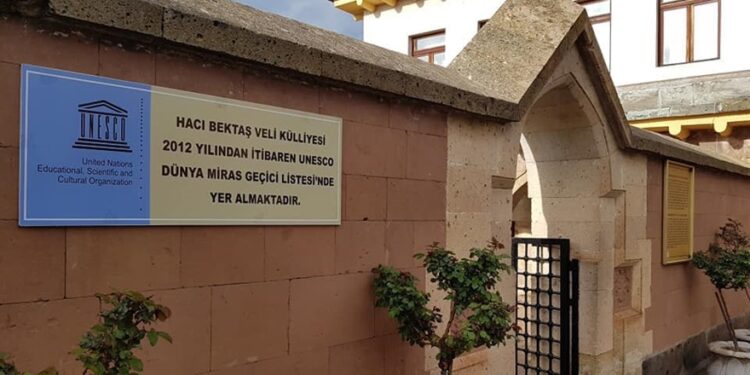 UNESCO
United Nations
Educational, Scientific and
Cultural Organization
HACI BEKTAŞ VELİ KÜLLİYESİ
2012 YILINDAN İTİBAREN UNESCO
DÜNYA MİRAS GEÇİCİ LİSTESİ'NDE
YER ALMAKTADIR.